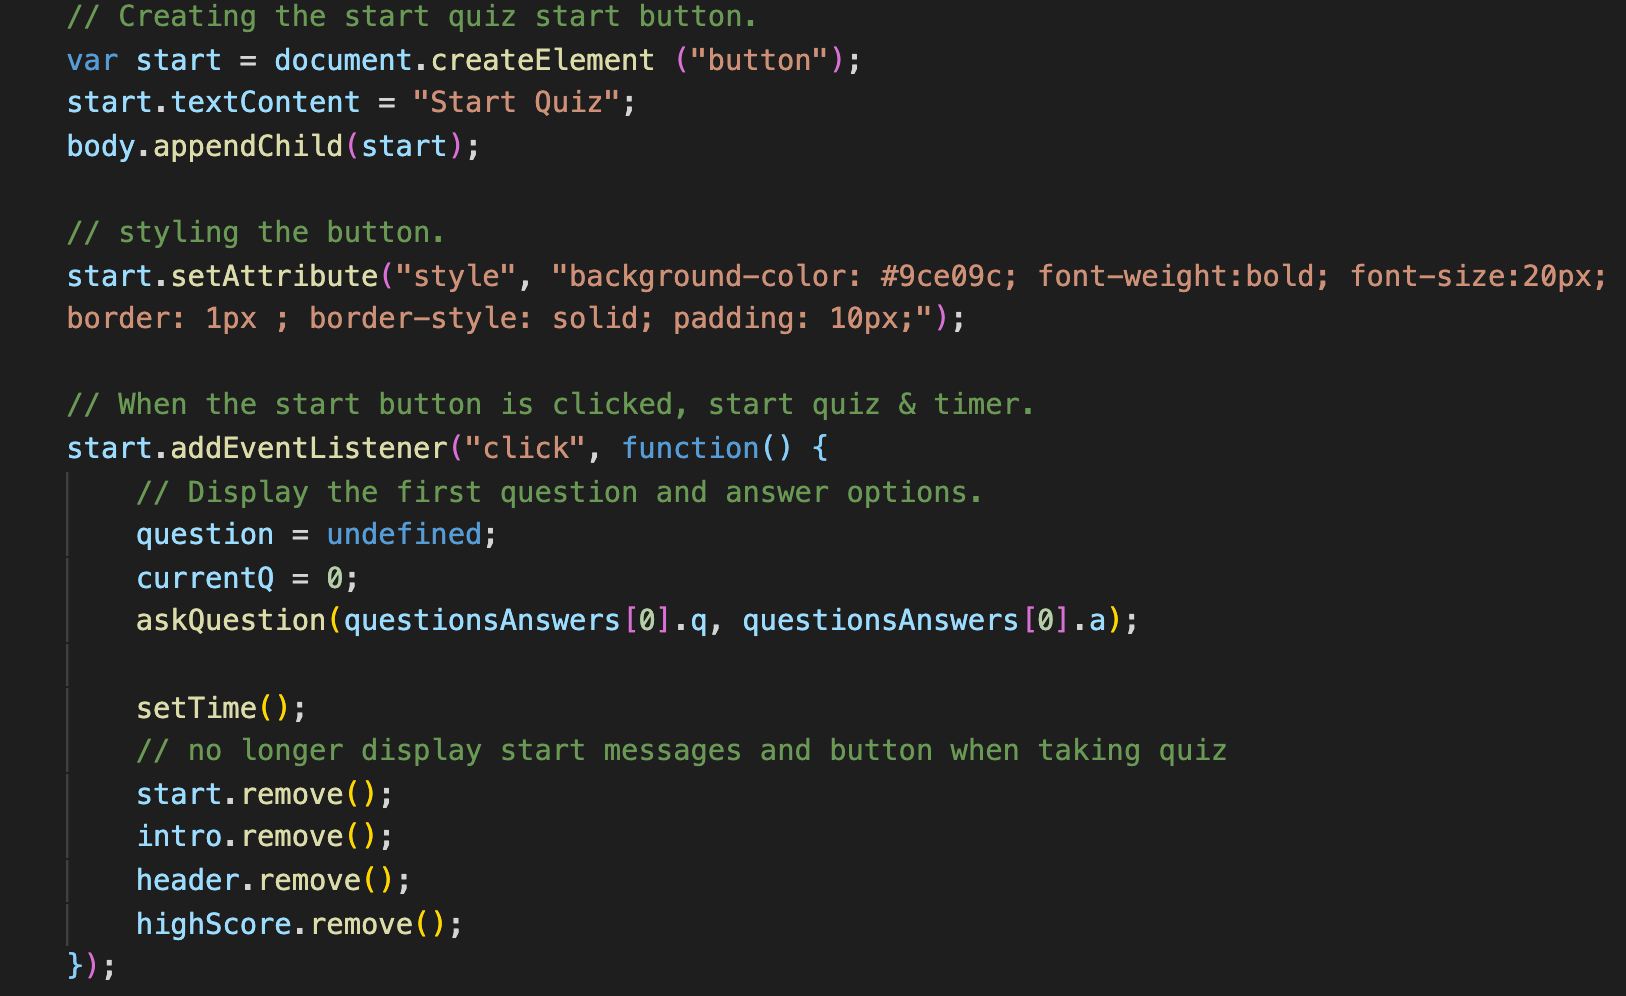 // Creating the start quiz start button.
var start = document.createElement ("button");
start.textContent = "Start Quiz";
body.appendChild(start);
// styling the button.
start.setAttribute("style", "background-color: #9ce09c; font-weight:bold; font-size:20px;
border: 1px ; border-style: solid; padding: 10px;");
// When the start button is clicked, start quiz & timer.
start.addEventListener("click", function() {
// Display the first question and answer options.
question = undefined;
currentQ = 0;
askQuestion(questionsAnswers[0].q, questionsAnswers[0].a);
setTime();
// no longer display start messages and button when taking quiz
start.remove();
intro.remove();
header.remove();
highScore.remove();
});